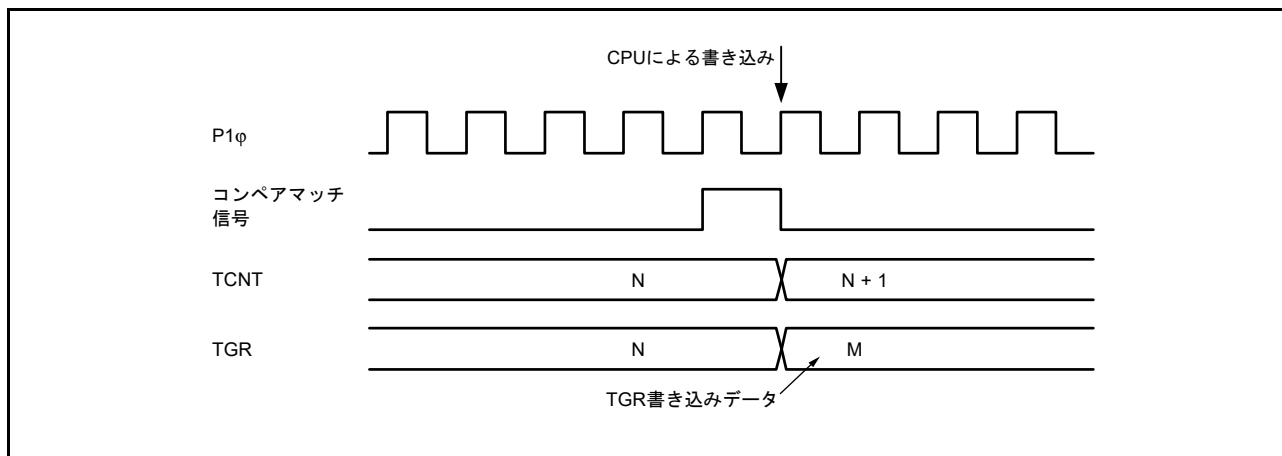 CPUによる書き込み
P1φ
コンペアマッチ
信号
TCNT
N
N + 1
TGR
N
M
TGR書き込みデータ